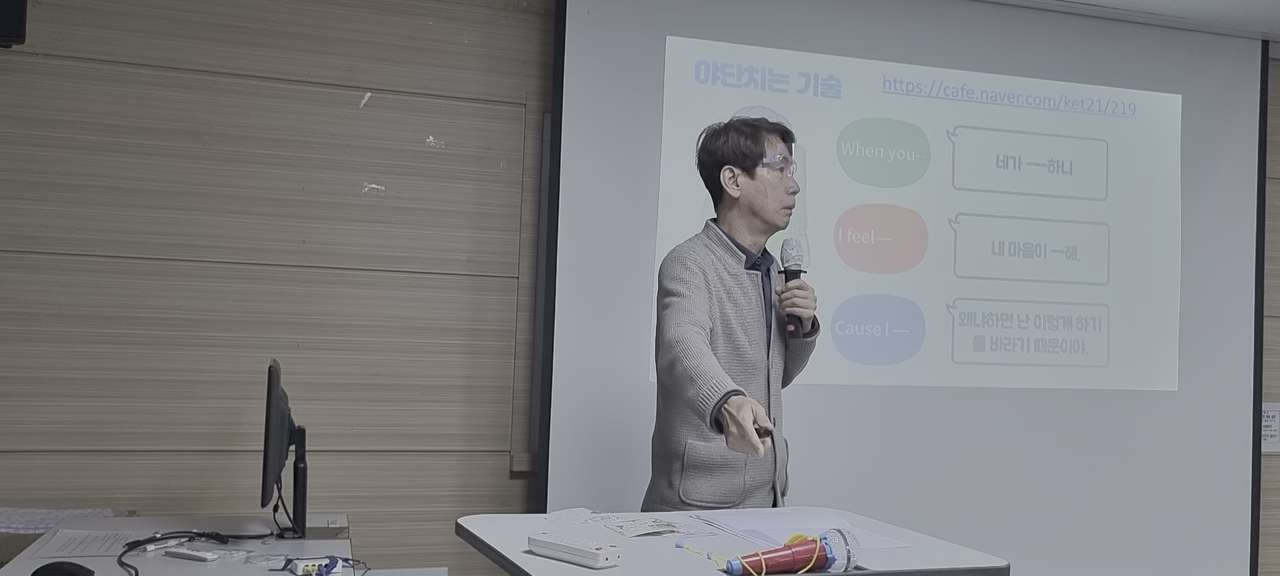 야단치는 기술
https://cafe.naver.com/ket21/219
When you--
네가 ----하니
I feel---
내 마음이 ---해.
Cause I ---
왜냐하면 난 이렇게 하기
를 바라기 때문이야.